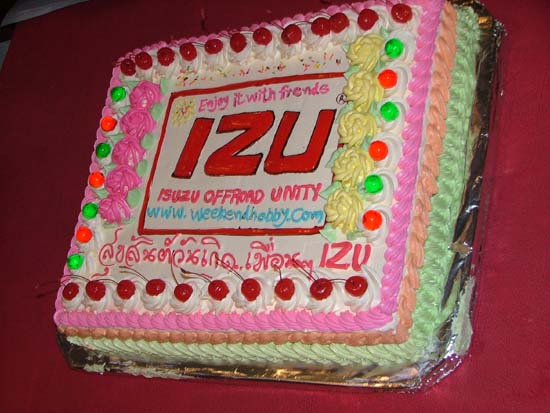 Enjoy it with frends
IZU ®
ISUZU OFFROAD UNITY
www.weekendhobby.com
สุขสันต์วันเกิด..เพื่อนๆ IZU